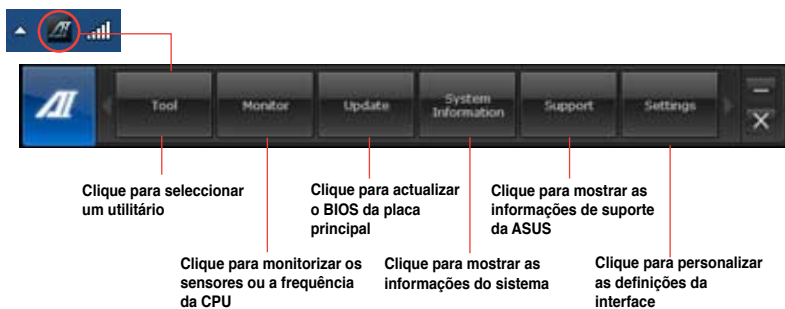 AI
AI
Tool
Monitor
Update
System
Information
Support
Settings
Clique para seleccionar
um utilitário
Clique para actualizar
o BIOS da placa
principal
Clique para mostrar as
informações de suporte
da ASUS
Clique para monitorizar os
sensores ou a frequência
da CPU
Clique para mostrar as
informações do sistema
Clique para personalizar
as definições da
interface